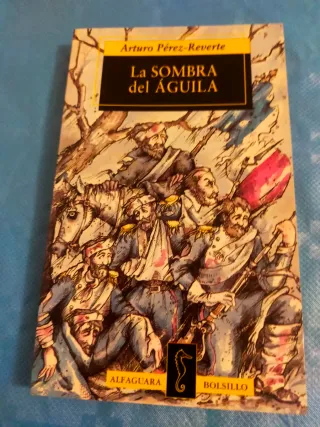 Arturo Pérez-Reverte
La SOMBRA
del ÁGUILA
ALFAGUARA BOLSILLO